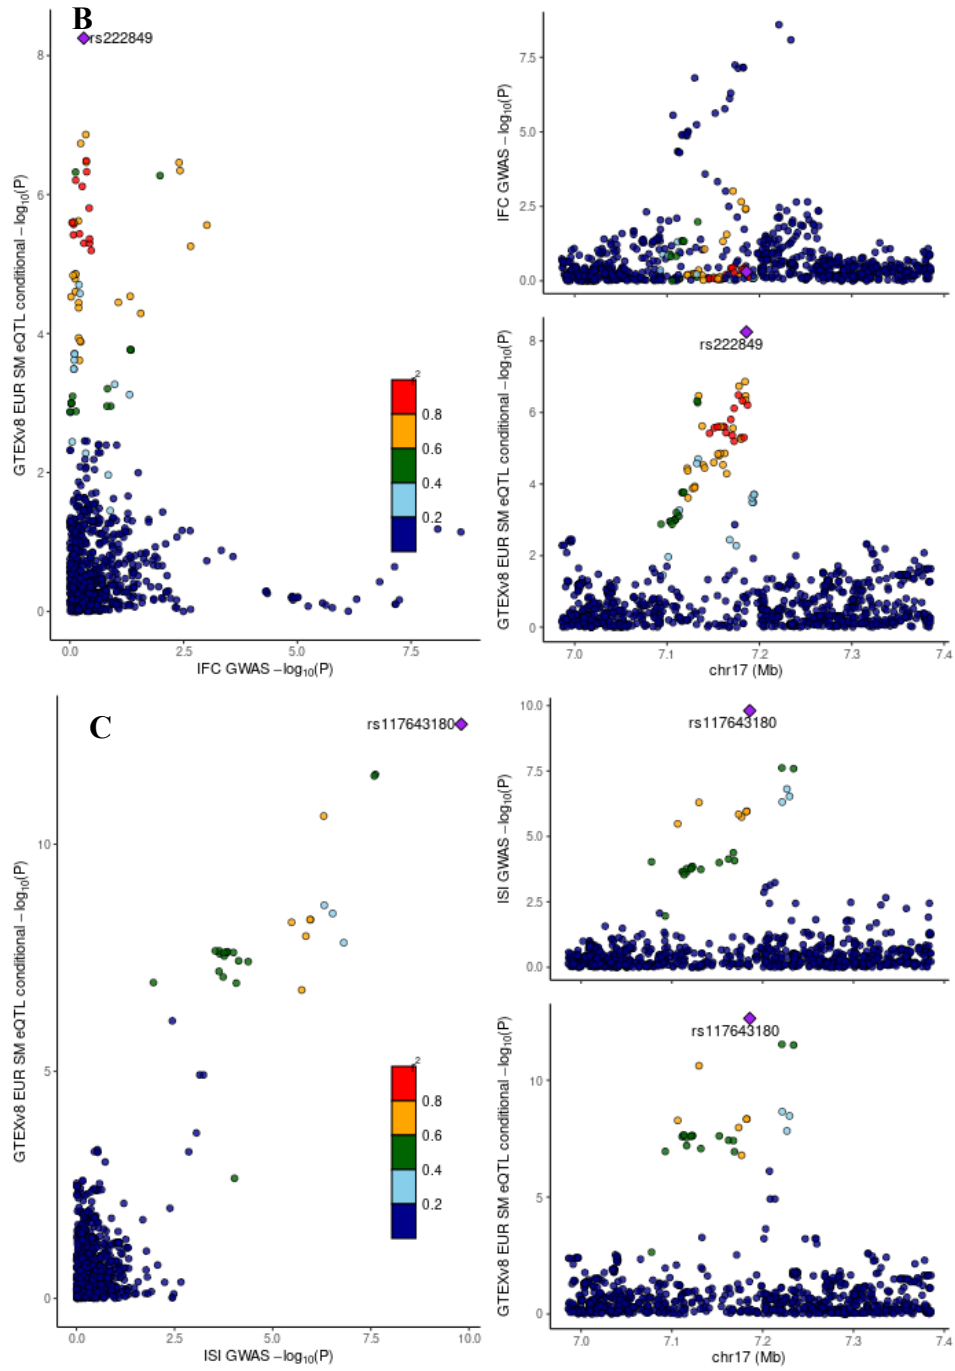 B
rs222849
GTEXv8 EUR SM eQTL conditional −log10(P)
8
6
4
2
0
0.0 2.5 5.0 7.5
IFC GWAS −log10(P)
r2
0.8
0.6
0.4
0.2
IFC GWAS −log10(P)
7.5
5.0
2.5
0.0
GTEXv8 EUR SM eQTL conditional −log10(P)
8
6
4
2
0
rs222849
7.0 7.1 7.2 7.3 7.4
chr17 (Mb)
C
rs117643180
GTEXv8 EUR SM eQTL conditional −log10(P)
10
5
0
0.0 2.5 5.0 7.5 10.0
ISI GWAS −log10(P)
r2
0.8
0.6
0.4
0.2
ISI GWAS −log10(P)
10.0
7.5
5.0
2.5
0.0
rs117643180
GTEXv8 EUR SM eQTL conditional −log10(P)
10
5
0
rs117643180
7.0 7.1 7.2 7.3 7.4
chr17 (Mb)